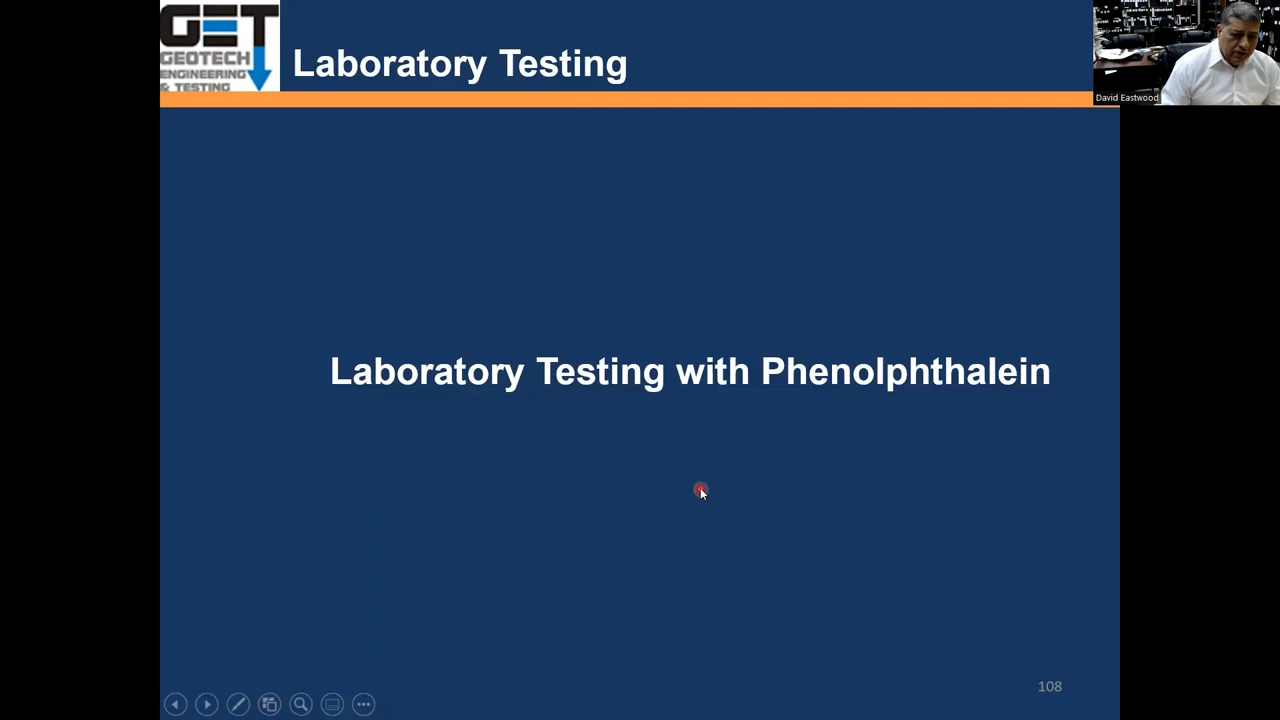 GET
GEOTECH
ENGINEERING
& TESTING
Laboratory Testing
David Eastwood
Laboratory Testing with Phenolphthalein
108